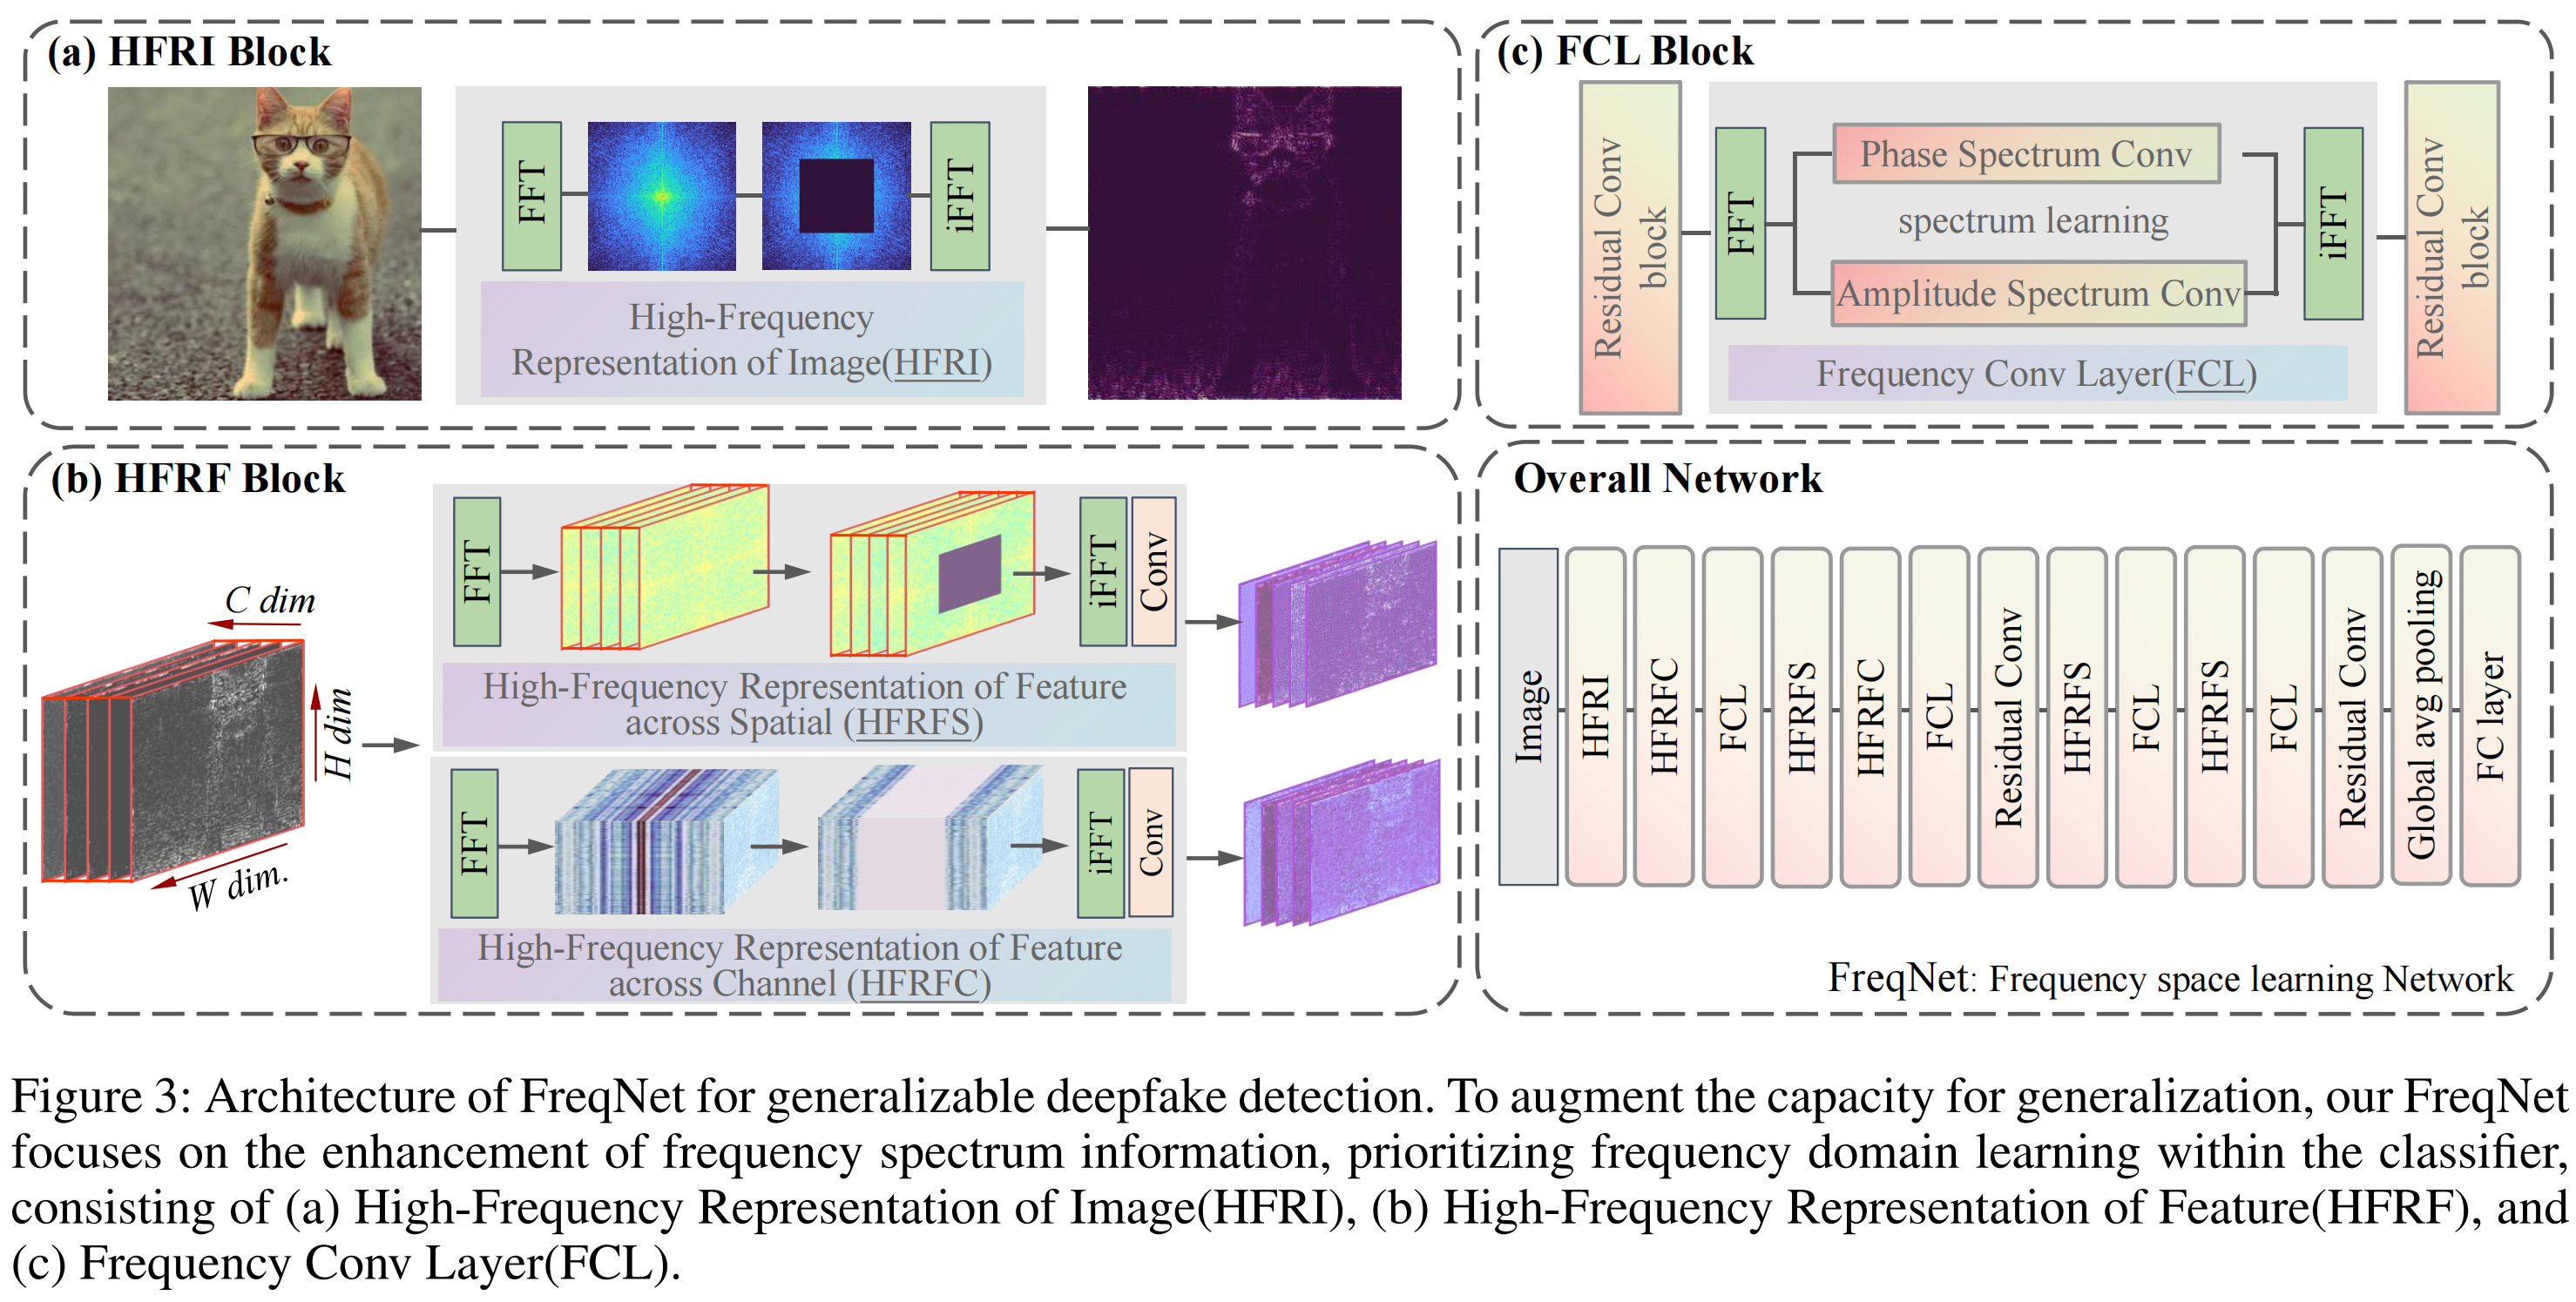 (a) HFRI Block
FFT
iFFT
High-Frequency
Representation of Image(HFRI)
(c) FCL Block
Residual Conv
block
FFT
Phase Spectrum Conv
spectrum learning
Amplitude Spectrum Conv
iFFT
Residual Conv
block
Frequency Conv Layer(FCL)
(b) HFRF Block
C dim
H dim
W dim.
FFT
iFFT
Conv
High-Frequency Representation of Feature
across Spatial (HFRFS)
FFT
iFFT
Conv
High-Frequency Representation of Feature
across Channel (HFRFC)
Overall Network
Image
HFRI
HFRFC
FCL
HFRFS
HFRFC
FCL
Residual Conv
HFRFS
FCL
HFRFS
FCL
Residual Conv
Global avg pooling
FC layer
FreqNet: Frequency space learning Network
Figure 3: Architecture of FreqNet for generalizable deepfake detection. To augment the capacity for generalization, our FreqNet
focuses on the enhancement of frequency spectrum information, prioritizing frequency domain learning within the classifier,
consisting of (a) High-Frequency Representation of Image(HFRI), (b) High-Frequency Representation of Feature(HFRF), and
(c) Frequency Conv Layer(FCL).